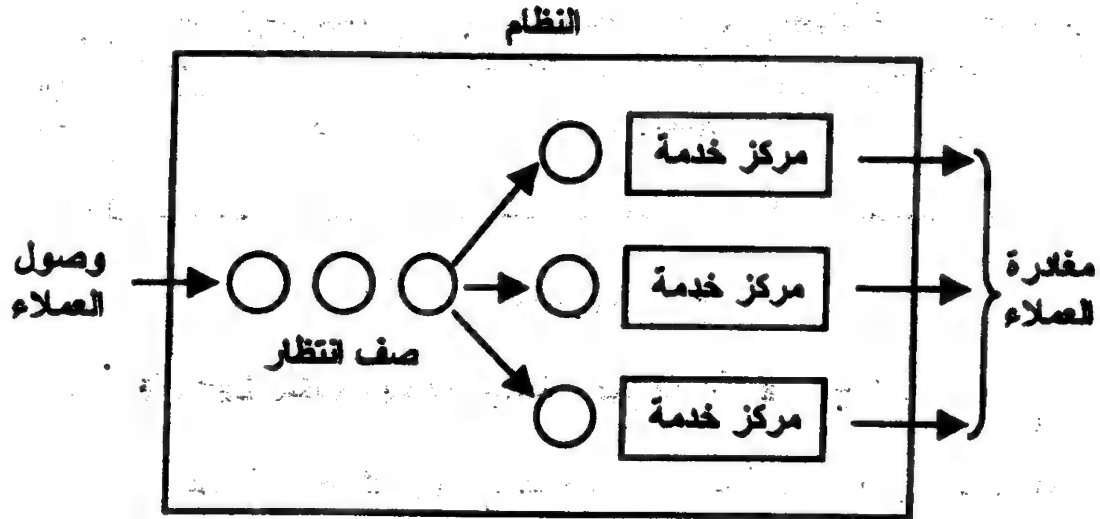 النظام
مركز خدمة
وصول
العملاء
صف انتظار
مركز خدمة
مغادرة
العملاء
مركز خدمة